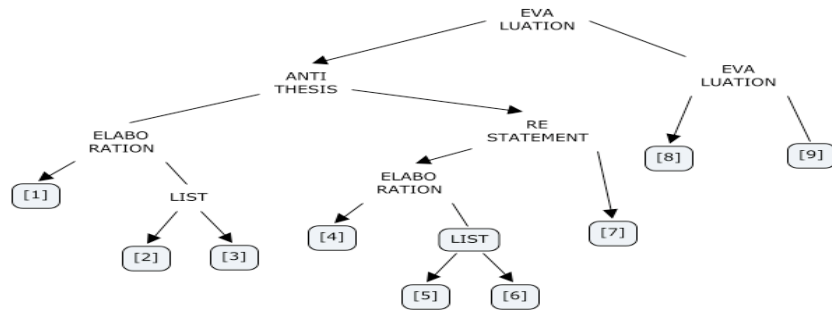 EVA
LUATION
ANTI
THESIS
EVA
LUATION
ELABO
RATION
RE
STATEMENT
[8]
[9]
[1]
LIST
ELABO
RATION
[4]
LIST
[7]
[2]
[3]
[5]
[6]